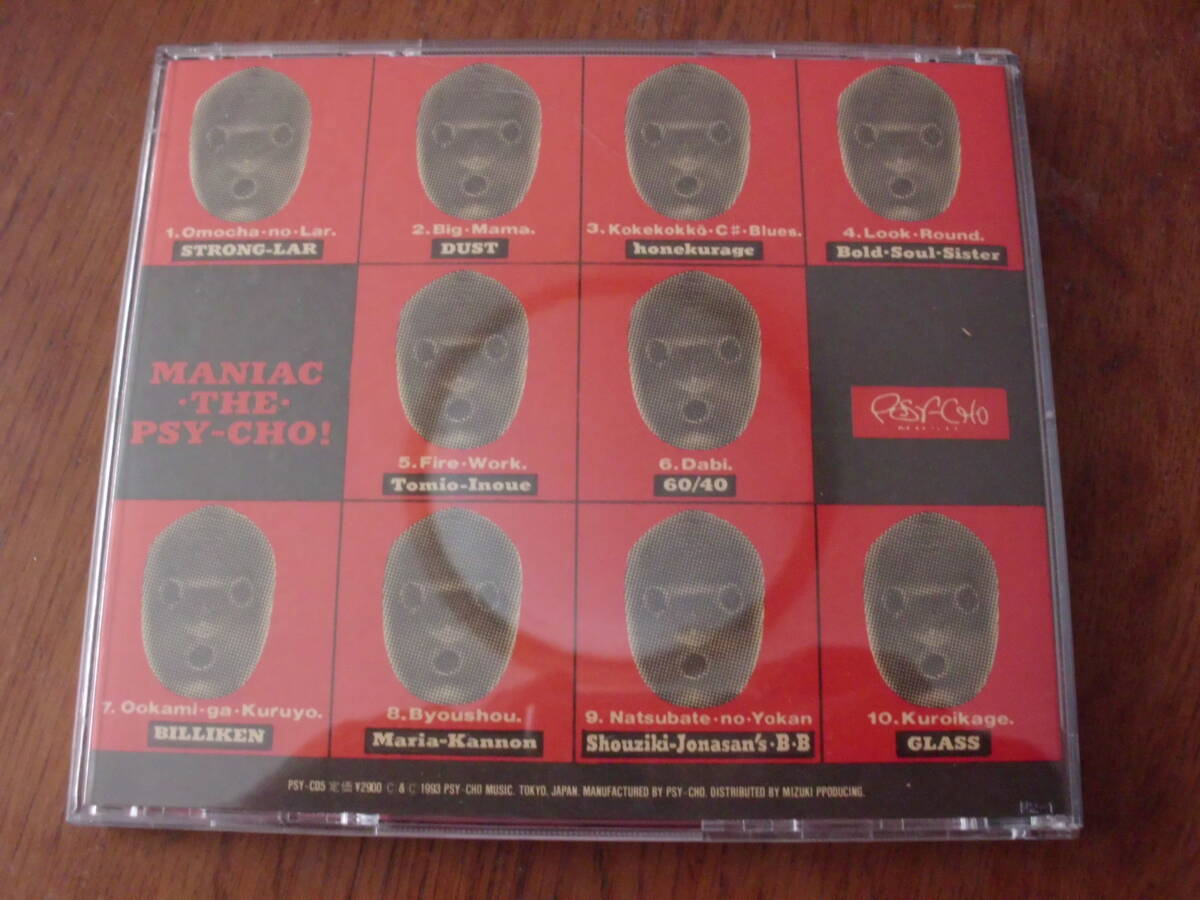 1.Omocha·no·Lar.
STRONG-LAR
2.Big·Mama.
DUST
3.Kokekokkō·C♯·Blues.
honekurage
4.Look·Round.
Bold·Soul·Sister
MANIAC
·THE·
PSY-CHO!
5.Fire·Work.
Tomio-Inoue
6.Dabi.
60/40
PSY-CHO
7.Ookami·ga·Kuruyo.
BILLIKEN
8.Byoushou.
Maria-Kannon
9.Natsubate·no·Yokan
Shouziki-Jonasan's·B·B
10.Kuroikage.
GLASS
PSY-CD5 定価 ¥2900 C & C 1993 PSY-CHO MUSIC. TOKYO, JAPAN. MANUFACTURED BY PSY-CHO. DISTRIBUTED BY MIZUKI PPODUCING.